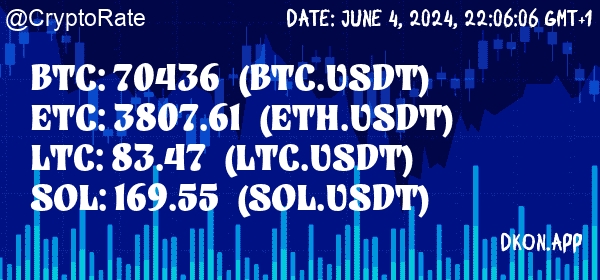 @CryptoRate
DATE: JUNE 4, 2024, 22:06:06 GMT+1
BTC: 70436 (BTC.USDT)
ETC: 3807.61 (ETH.USDT)
LTC: 83.47 (LTC.USDT)
SOL: 169.55 (SOL.USDT)
DKON.APP